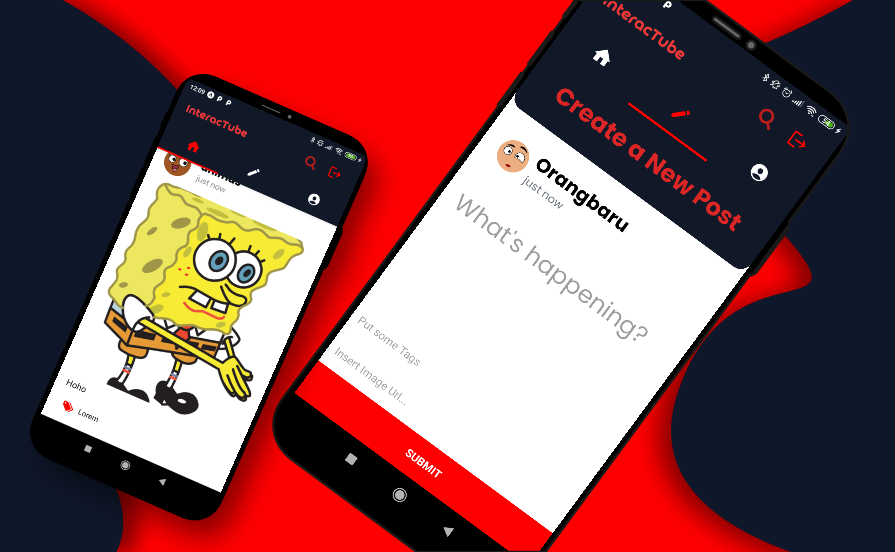 12:09
InteracTube
just now
Hoho
Lorem
InteracTube
Create a New Post
Orangbaru
just now
What's happening?
Put some Tags
Insert Image Url...
SUBMIT